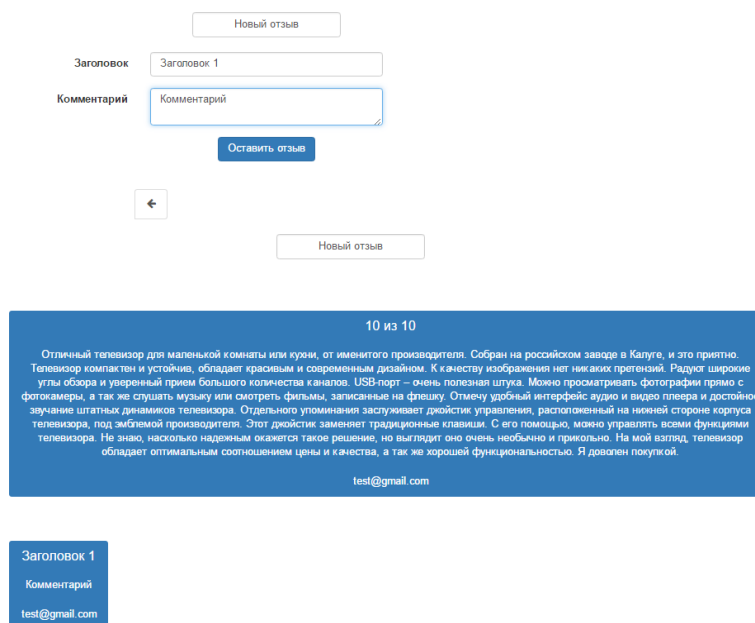 Новый отзыв
Заголовок Заголовок 1
Комментарий Комментарий
Оставить отзыв
Новый отзыв
10 из 10
Отличный телевизор для маленькой комнаты или кухни, от именитого производителя. Собран на российском заводе в Калуге, и это приятно.
Телевизор компактен и устойчив, обладает красивым и современным дизайном. К качеству изображения нет никаких претензий. Радуют широкие
углы обзора и уверенный прием большого количества каналов. USB-порт – очень полезная штука. Можно просматривать фотографии прямо с
фотокамеры, а так же слушать музыку или смотреть фильмы, записанные на флешку. Отмечу удобный интерфейс аудио и видео плеера и достойное
звучание штатных динамиков телевизора. Отдельного упоминания заслуживает джойстик управления, расположенный на нижней стороне корпуса
телевизора, под эмблемой производителя. Этот джойстик заменяет традиционные клавиши. С его помощью, можно управлять всеми функциями
телевизора. Не знаю, насколько надежным окажется такое решение, но выглядит оно очень необычно и прикольно. На мой взгляд, телевизор
обладает оптимальным соотношением цены и качества, а так же хорошей функциональностью. Я доволен покупкой.
test@gmail.com
Заголовок 1
Комментарий
test@gmail.com